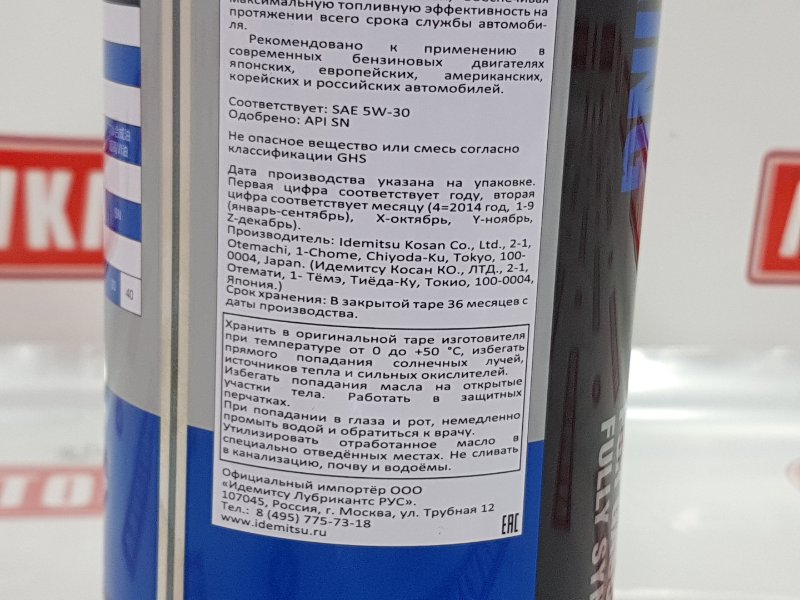 максимальную топливную эффективность на
протяжении всего срока службы автомоби-
ля.
Рекомендовано к применению в
современных бензиновых двигателях
японских, европейских, американских,
корейских и российских автомобилей.
Соответствует: SAE 5W-30
Одобрено: API SN
Не опасное вещество или смесь согласно
классификации GHS
Дата производства указана на упаковке.
Первая цифра соответствует году, вторая
цифра соответствует месяцу (4=2014 год, 1-9
(январь-сентябрь), X-октябрь, Y-ноябрь,
Z-декабрь).
Производитель: Idemitsu Kosan Co., Ltd., 2-1,
Otemachi, 1-Chome, Chiyoda-Ku, Tokyo, 100-
0004, Japan. (Идемитсу Косан КО., ЛТД., 2-1,
Отемати, 1- Тёмэ, Тиёда-Ку, Токио, 100-0004,
Япония.)
Срок хранения: В закрытой таре 36 месяцев с
даты производства.
Хранить в оригинальной таре изготовителя
при температуре от 0 до +50 °C, избегать
прямого попадания солнечных лучей,
источников тепла и сильных окислителей.
Избегать попадания масла на открытые
участки тела. Работать в защитных
перчатках.
При попадании в глаза и рот, немедленно
промыть водой и обратиться к врачу.
Утилизировать отработанное масло в
специально отведённых местах. Не сливать
в канализацию, почву и водоёмы.
Официальный импортёр ООО
«Идемитсу Лубрикантс РУС».
107045, Россия, г. Москва, ул. Трубная 12
Тел.: 8 (495) 775-73-18
www.idemitsu.ru
EAC
40
FULLY SY